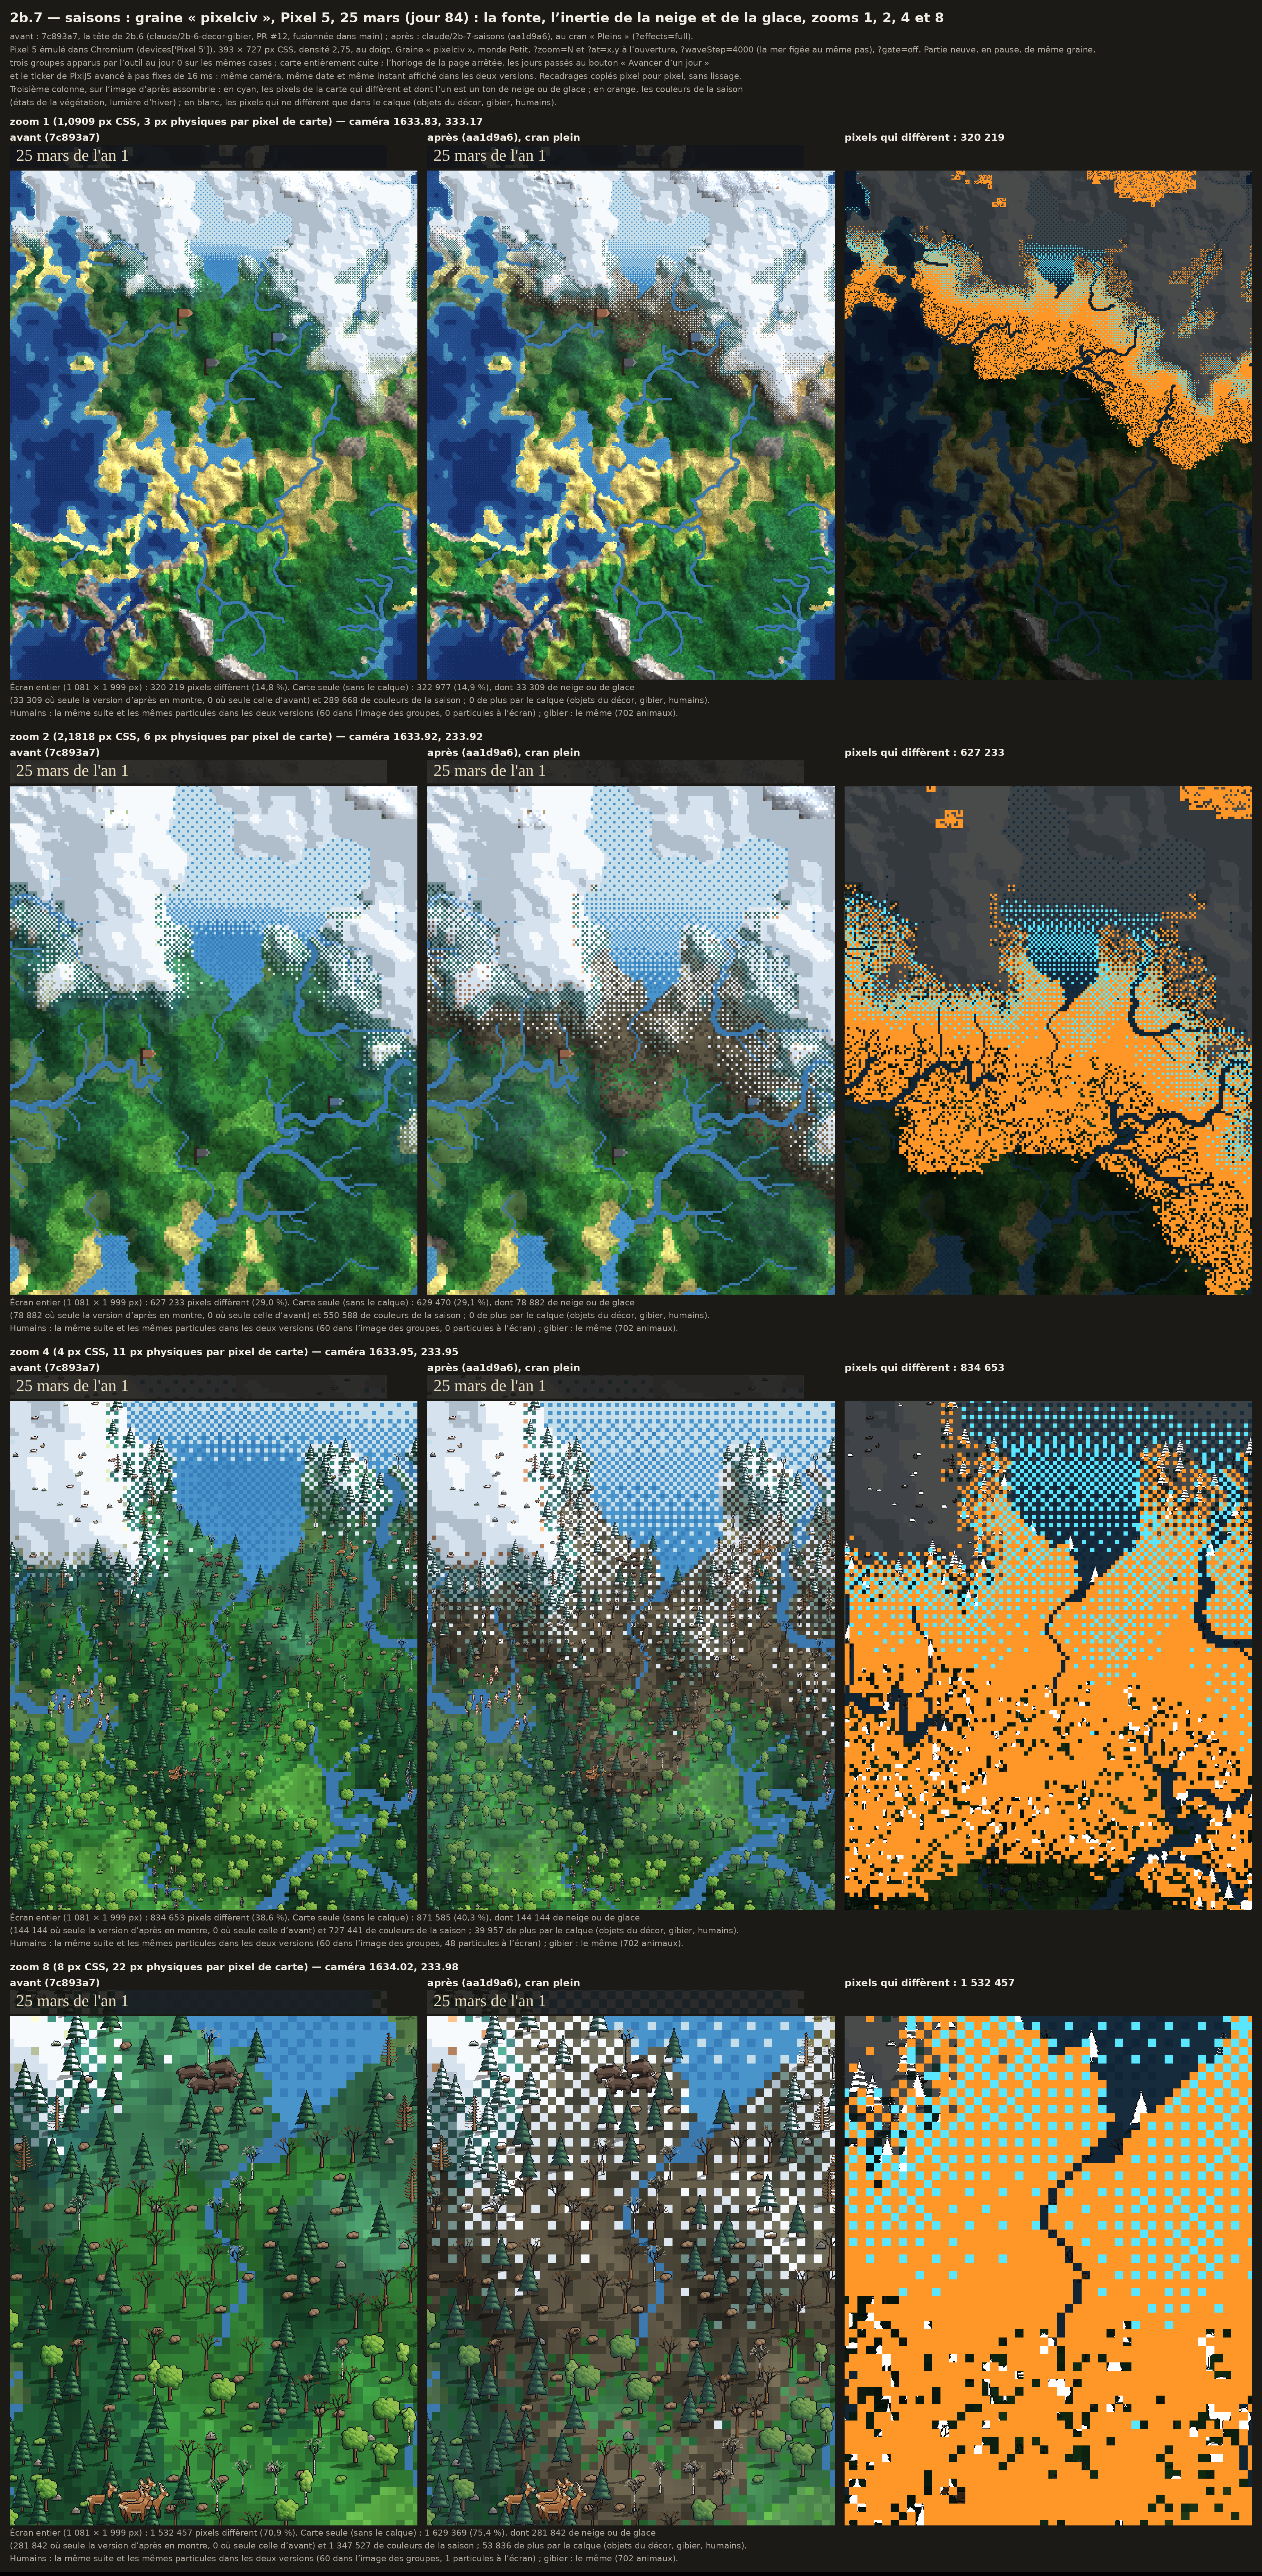 2b.7 — saisons : graine « pixelciv », Pixel 5, 25 mars (jour 84) : la fonte, l’inertie de la neige et de la glace, zooms 1, 2, 4 et 8
avant : 7c893a7, la tête de 2b.6 (claude/2b-6-decor-gibier, PR #12, fusionnée dans main) ; après : claude/2b-7-saisons (aa1d9a6), au cran « Pleins » (?effects=full).
Pixel 5 émulé dans Chromium (devices['Pixel 5']), 393 × 727 px CSS, densité 2,75, au doigt. Graine « pixelciv », monde Petit, ?zoom=N et ?at=x,y à l’ouverture, ?waveStep=4000 (la mer figée au même pas), ?gate=off. Partie neuve, en pause, de même graine,
trois groupes apparus par l’outil au jour 0 sur les mêmes cases ; carte entièrement cuite ; l’horloge de la page arrêtée, les jours passés au bouton « Avancer d’un jour »
et le ticker de PixiJS avancé à pas fixes de 16 ms : même caméra, même date et même instant affiché dans les deux versions. Recadrages copiés pixel pour pixel, sans lissage.
Troisième colonne, sur l’image d’après assombrie : en cyan, les pixels de la carte qui diffèrent et dont l’un est un ton de neige ou de glace ; en orange, les couleurs de la saison
(états de la végétation, lumière d’hiver) ; en blanc, les pixels qui ne diffèrent que dans le calque (objets du décor, gibier, humains).
zoom 1 (1,0909 px CSS, 3 px physiques par pixel de carte) — caméra 1633.83, 333.17
avant (7c893a7)
après (aa1d9a6), cran plein
pixels qui diffèrent : 320 219
25 mars de l'an 1
25 mars de l'an 1
Écran entier (1 081 × 1 999 px) : 320 219 pixels diffèrent (14,8 %). Carte seule (sans le calque) : 322 977 (14,9 %), dont 33 309 de neige ou de glace
(33 309 où seule la version d’après en montre, 0 où seule celle d’avant) et 289 668 de couleurs de la saison ; 0 de plus par le calque (objets du décor, gibier, humains).
Humains : la même suite et les mêmes particules dans les deux versions (60 dans l’image des groupes, 0 particules à l’écran) ; gibier : le même (702 animaux).
zoom 2 (2,1818 px CSS, 6 px physiques par pixel de carte) — caméra 1633.92, 233.92
avant (7c893a7)
après (aa1d9a6), cran plein
pixels qui diffèrent : 627 233
25 mars de l'an 1
25 mars de l'an 1
Écran entier (1 081 × 1 999 px) : 627 233 pixels diffèrent (29,0 %). Carte seule (sans le calque) : 629 470 (29,1 %), dont 78 882 de neige ou de glace
(78 882 où seule la version d’après en montre, 0 où seule celle d’avant) et 550 588 de couleurs de la saison ; 0 de plus par le calque (objets du décor, gibier, humains).
Humains : la même suite et les mêmes particules dans les deux versions (60 dans l’image des groupes, 0 particules à l’écran) ; gibier : le même (702 animaux).
zoom 4 (4 px CSS, 11 px physiques par pixel de carte) — caméra 1633.95, 233.95
avant (7c893a7)
après (aa1d9a6), cran plein
pixels qui diffèrent : 834 653
25 mars de l'an 1
25 mars de l'an 1
Écran entier (1 081 × 1 999 px) : 834 653 pixels diffèrent (38,6 %). Carte seule (sans le calque) : 871 585 (40,3 %), dont 144 144 de neige ou de glace
(144 144 où seule la version d’après en montre, 0 où seule celle d’avant) et 727 441 de couleurs de la saison ; 39 957 de plus par le calque (objets du décor, gibier, humains).
Humains : la même suite et les mêmes particules dans les deux versions (60 dans l’image des groupes, 48 particules à l’écran) ; gibier : le même (702 animaux).
zoom 8 (8 px CSS, 22 px physiques par pixel de carte) — caméra 1634.02, 233.98
avant (7c893a7)
après (aa1d9a6), cran plein
pixels qui diffèrent : 1 532 457
25 mars de l'an 1
25 mars de l'an 1
Écran entier (1 081 × 1 999 px) : 1 532 457 pixels diffèrent (70,9 %). Carte seule (sans le calque) : 1 629 369 (75,4 %), dont 281 842 de neige ou de glace
(281 842 où seule la version d’après en montre, 0 où seule celle d’avant) et 1 347 527 de couleurs de la saison ; 53 836 de plus par le calque (objets du décor, gibier, humains).
Humains : la même suite et les mêmes particules dans les deux versions (60 dans l’image des groupes, 1 particules à l’écran) ; gibier : le même (702 animaux).